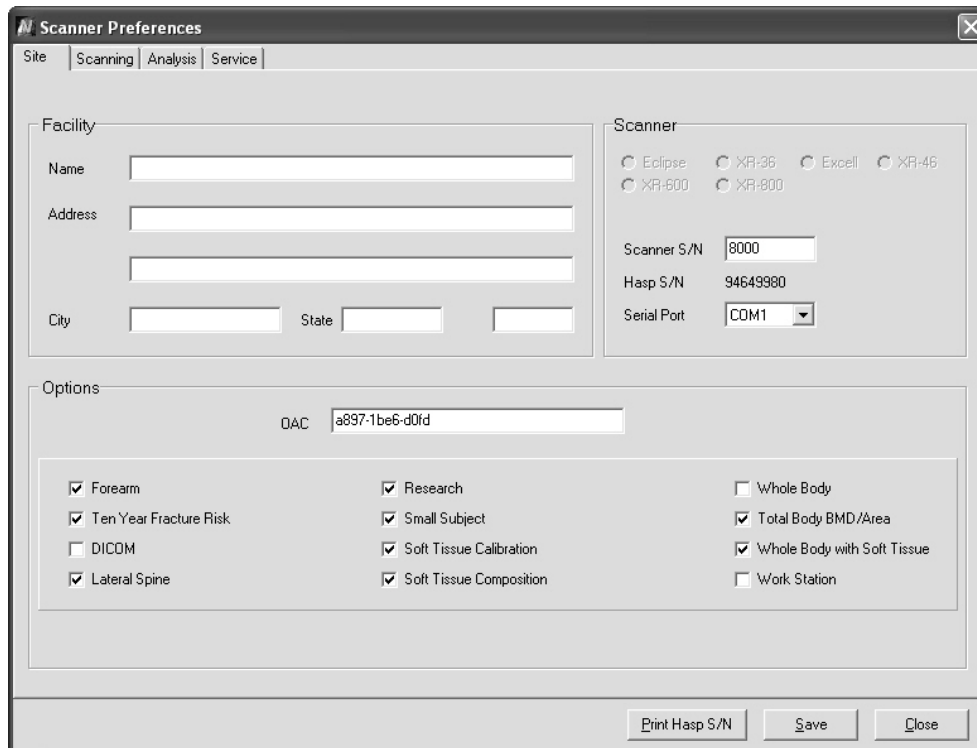 Scanner Preferences
Site Scanning Analysis Service
Facility
Name
Address
City State
Scanner
Eclipse XR-36 Excell XR-46
XR-600 XR-800
Scanner S/N 8000
Hasp S/N 94649980
Serial Port COM1
Options
OAC a897-1be6-d0fd
Forearm Research Whole Body
Ten Year Fracture Risk Small Subject Total Body BMD/Area
DICOM Soft Tissue Calibration Whole Body with Soft Tissue
Lateral Spine Soft Tissue Composition Work Station
Print Hasp S/N Save Close